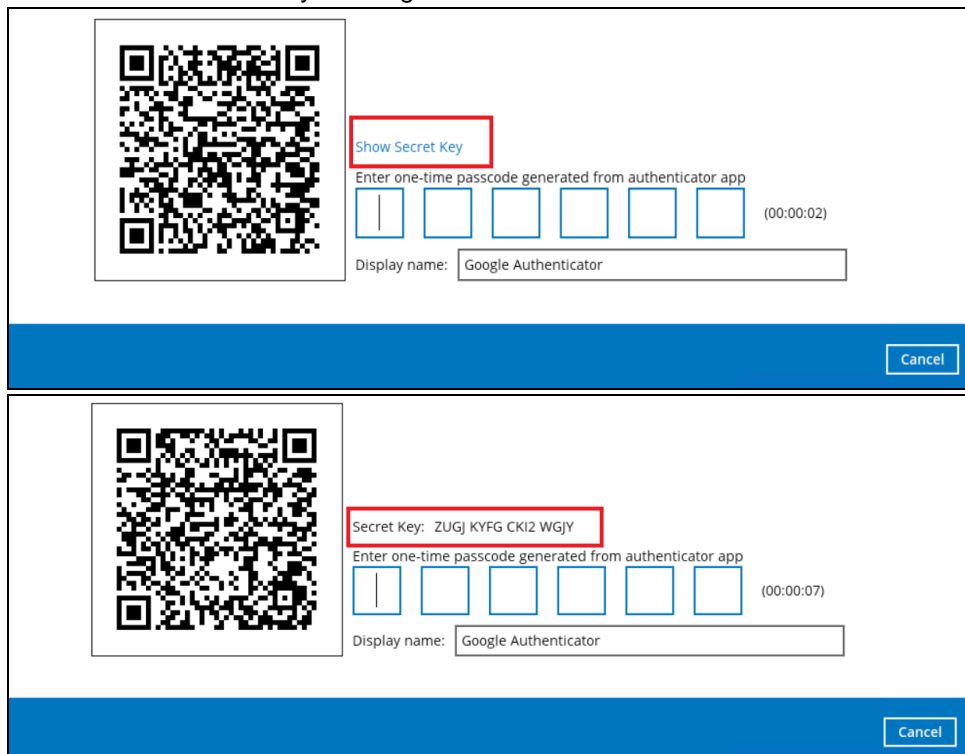 Show Secret Key
Enter one-time passcode generated from authenticator app
(00:00:02)
Display name: Google Authenticator
Cancel
Secret Key: ZUGJ KYFG CKI2 WGJY
Enter one-time passcode generated from authenticator app
(00:00:07)
Display name: Google Authenticator
Cancel